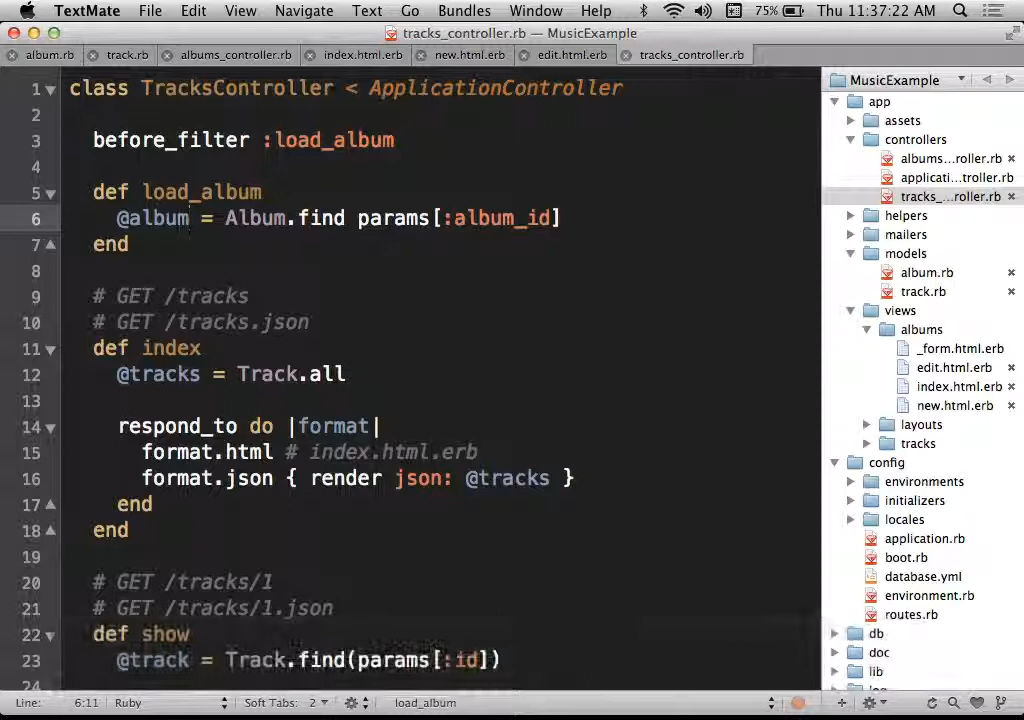 TextMate File Edit View Navigate Text Go Bundles Window Help 75% Thu 11:37:22 AM
tracks_controller.rb — MusicExample
album.rb track.rb albums_controller.rb index.html.erb new.html.erb edit.html.erb tracks_controller.rb
1 class TracksController < ApplicationController
2
3 before_filter :load_album
4
5 def load_album
6 @album = Album.find params[:album_id]
7 end
8
9 # GET /tracks
10 # GET /tracks.json
11 def index
12 @tracks = Track.all
13
14 respond_to do |format|
15 format.html # index.html.erb
16 format.json { render json: @tracks }
17 end
18 end
19
20 # GET /tracks/1
21 # GET /tracks/1.json
22 def show
23 @track = Track.find(params[:id])
24
MusicExample
app
assets
controllers
albums...roller.rb
applicati...troller.rb
tracks_...roller.rb
helpers
mailers
models
album.rb
track.rb
views
albums
_form.html.erb
edit.html.erb
index.html.erb
new.html.erb
layouts
tracks
config
environments
initializers
locales
application.rb
boot.rb
database.yml
environment.rb
routes.rb
db
doc
lib
log
Line: 6:11 Ruby Soft Tabs: 2 load_album